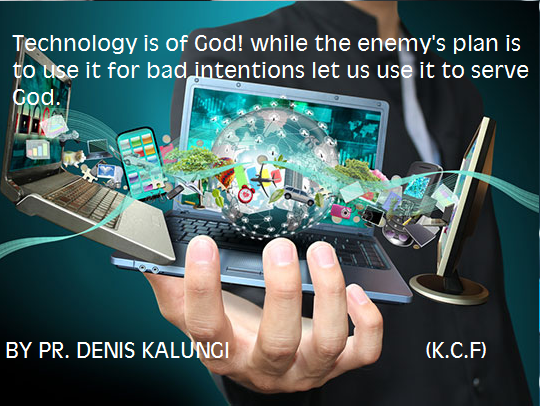 Technology is of God! while the enemy's plan is
to use it for bad intentions let us use it to serve
God.
BY PR. DENIS KALUNGI (K.C.F)